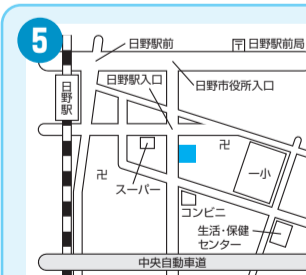 5
日野駅前
〒日野駅前局
日野駅入口
日野市役所入口
日野駅
卍
一小
卍
スーパー
コンビニ
生活・保健
センター
中央自動車道